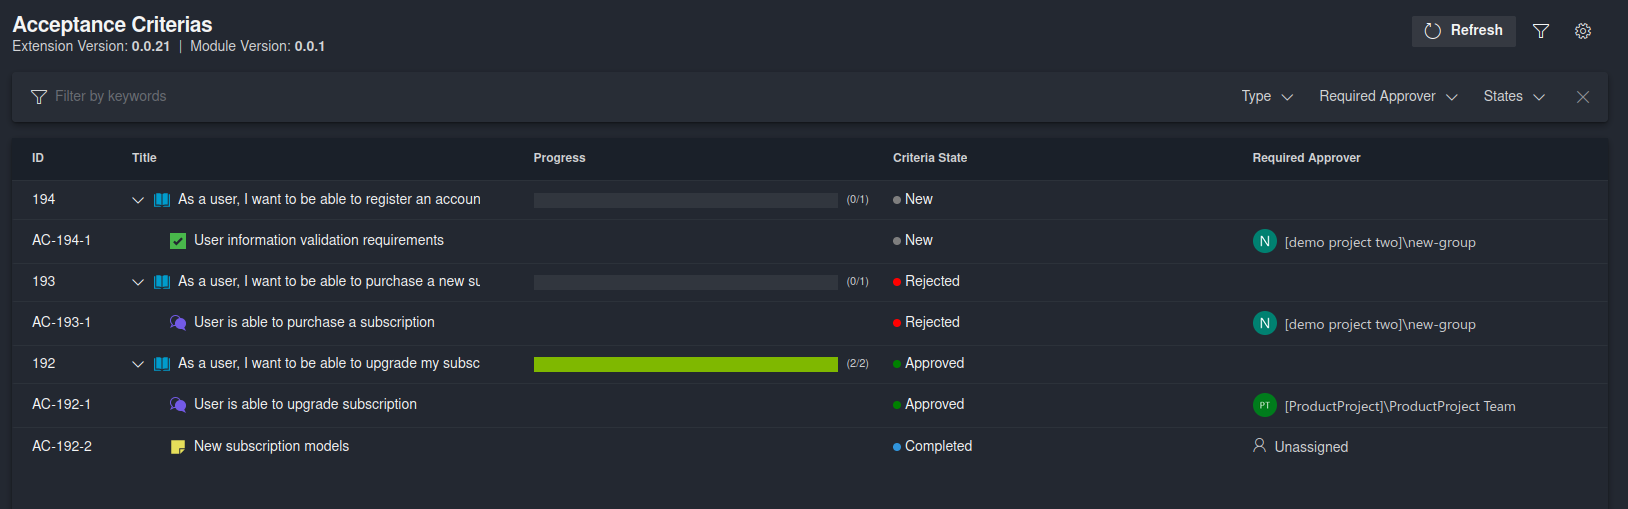 Acceptance Criterias
Extension Version: 0.0.21 | Module Version: 0.0.1
Refresh
Filter by keywords
Type
Required Approver
States
ID Title Progress Criteria State Required Approver
194 As a user, I want to be able to register an accoun (0/1) New
AC-194-1 User information validation requirements New N [demo project two]\new-group
193 As a user, I want to be able to purchase a new su (0/1) Rejected
AC-193-1 User is able to purchase a subscription Rejected N [demo project two]\new-group
192 As a user, I want to be able to upgrade my subsc (2/2) Approved
AC-192-1 User is able to upgrade subscription Approved PT [ProductProject]\ProductProject Team
AC-192-2 New subscription models Completed Unassigned